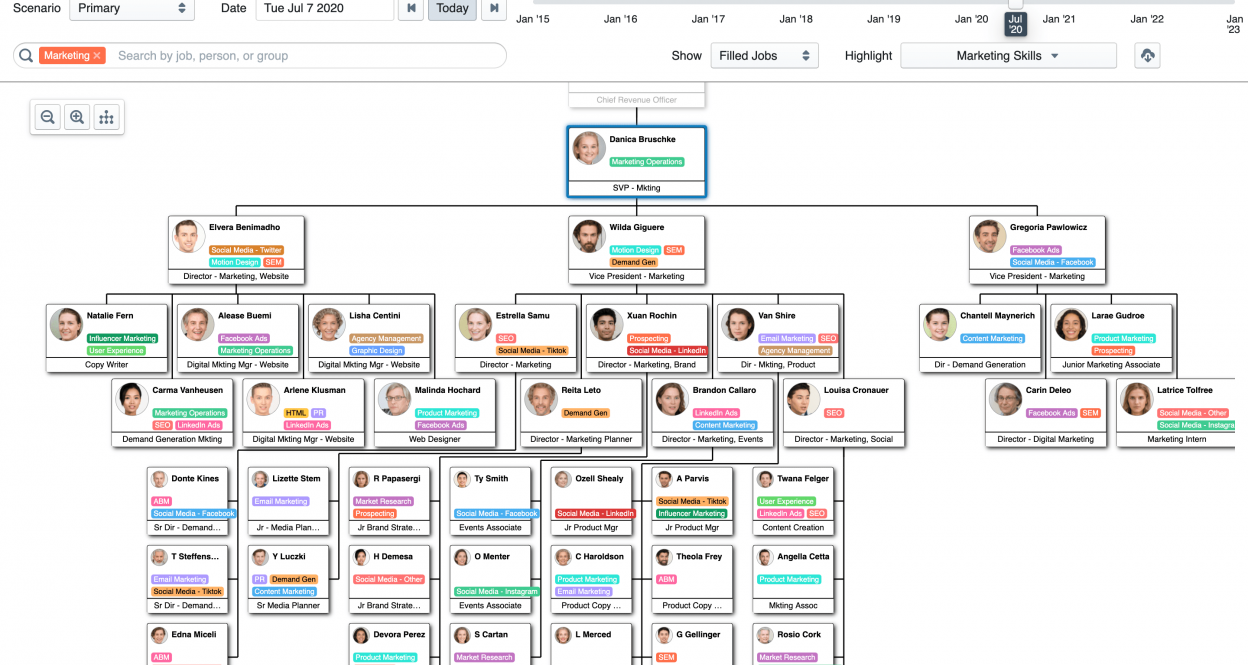 Scenario Primary Date Tue Jul 7 2020 Today
Jan '15 Jan '16 Jan '17 Jan '18 Jan '19 Jan '20 Jul '20 Jan '21 Jan '22 Jan '23
Marketing × Search by job, person, or group Show Filled Jobs Highlight Marketing Skills
Chief Revenue Officer
Danica Bruschke
Marketing Operations
SVP - Mkting
Elvera Benimadho
Social Media - Twitter
Motion Design SEM
Director - Marketing, Website
Wilda Giguere
Motion Design SEM
Demand Gen
Vice President - Marketing
Gregoria Pawlowicz
Facebook Ads
Social Media - Facebook
Vice President - Marketing
Natalie Fern
Influencer Marketing
User Experience
Copy Writer
Alease Buemi
Facebook Ads
Marketing Operations
Digital Mkting Mgr - Website
Lisha Centini
Agency Management
Graphic Design
Digital Mkting Mgr - Website
Estrella Samu
SEO
Social Media - Tiktok
Director - Marketing
Xuan Rochin
Prospecting
Social Media - LinkedIn
Director - Marketing, Brand
Van Shire
Email Marketing SEO
Agency Management
Dir - Mkting, Product
Chantell Maynerich
Content Marketing
Dir - Demand Generation
Larae Gudroe
Product Marketing
Prospecting
Junior Marketing Associate
Carma Vanheusen
Marketing Operations
SEO LinkedIn Ads
Demand Generation Mkting
Arlene Klusman
HTML PR
LinkedIn Ads
Digital Mkting Mgr - Website
Malinda Hochard
Product Marketing
Facebook Ads
Web Designer
Reita Leto
Demand Gen
Director - Marketing Planner
Brandon Callaro
LinkedIn Ads
Content Marketing
Director - Marketing, Events
Louisa Cronauer
SEO
Director - Marketing, Social
Carin Deleo
Facebook Ads SEM
Director - Digital Marketing
Latrice Tolfree
Social Media - Other
Social Media - Instagra
Marketing Intern
Donte Kines
ABM
Social Media - Facebook
Sr Dir - Demand...
Lizette Stem
Email Marketing
Jr - Media Plan...
R Papasergi
Market Research
Prospecting
Jr Brand Strate...
Ty Smith
Social Media - Facebook
Events Associate
Ozell Shealy
Social Media - LinkedIn
Jr Product Mgr
A Parvis
Social Media - Tiktok
Influencer Marketing
Jr Product Mgr
Twana Felger
User Experience
LinkedIn Ads SEO
Content Creation
T Steffens...
Email Marketing
Social Media - Tiktok
Sr Dir - Demand...
Y Luczki
PR Demand Gen
Content Marketing
Sr Media Planner
H Demesa
Social Media - Other
Jr Brand Strate...
O Menter
Social Media - Instagram
Events Associate
C Haroldson
Product Marketing
Email Marketing
Product Copy ...
Theola Frey
ABM
Product Copy ...
Angella Cetta
Product Marketing
Mkting Assoc
Edna Miceli
ABM
Devora Perez
Product Marketing
S Cartan
Market Research
L Merced
G Gellinger
SEM
Rosio Cork
Market Research